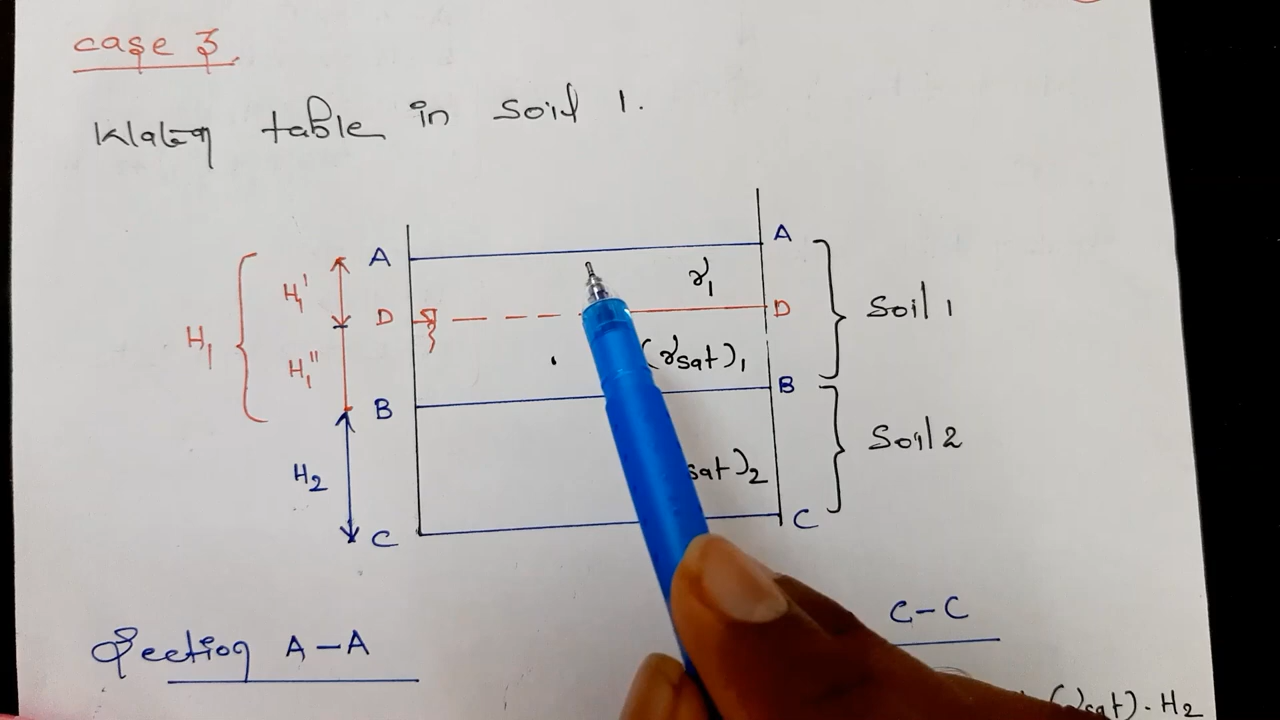 case 3
Water table in Soil 1.
A A
H₁' γ₁
D D
H₁ Soil 1
H₁" (γsat)₁
B B
Soil 2
H₂ sat)₂
C C
Section A-A C-C
(γsat). H₂